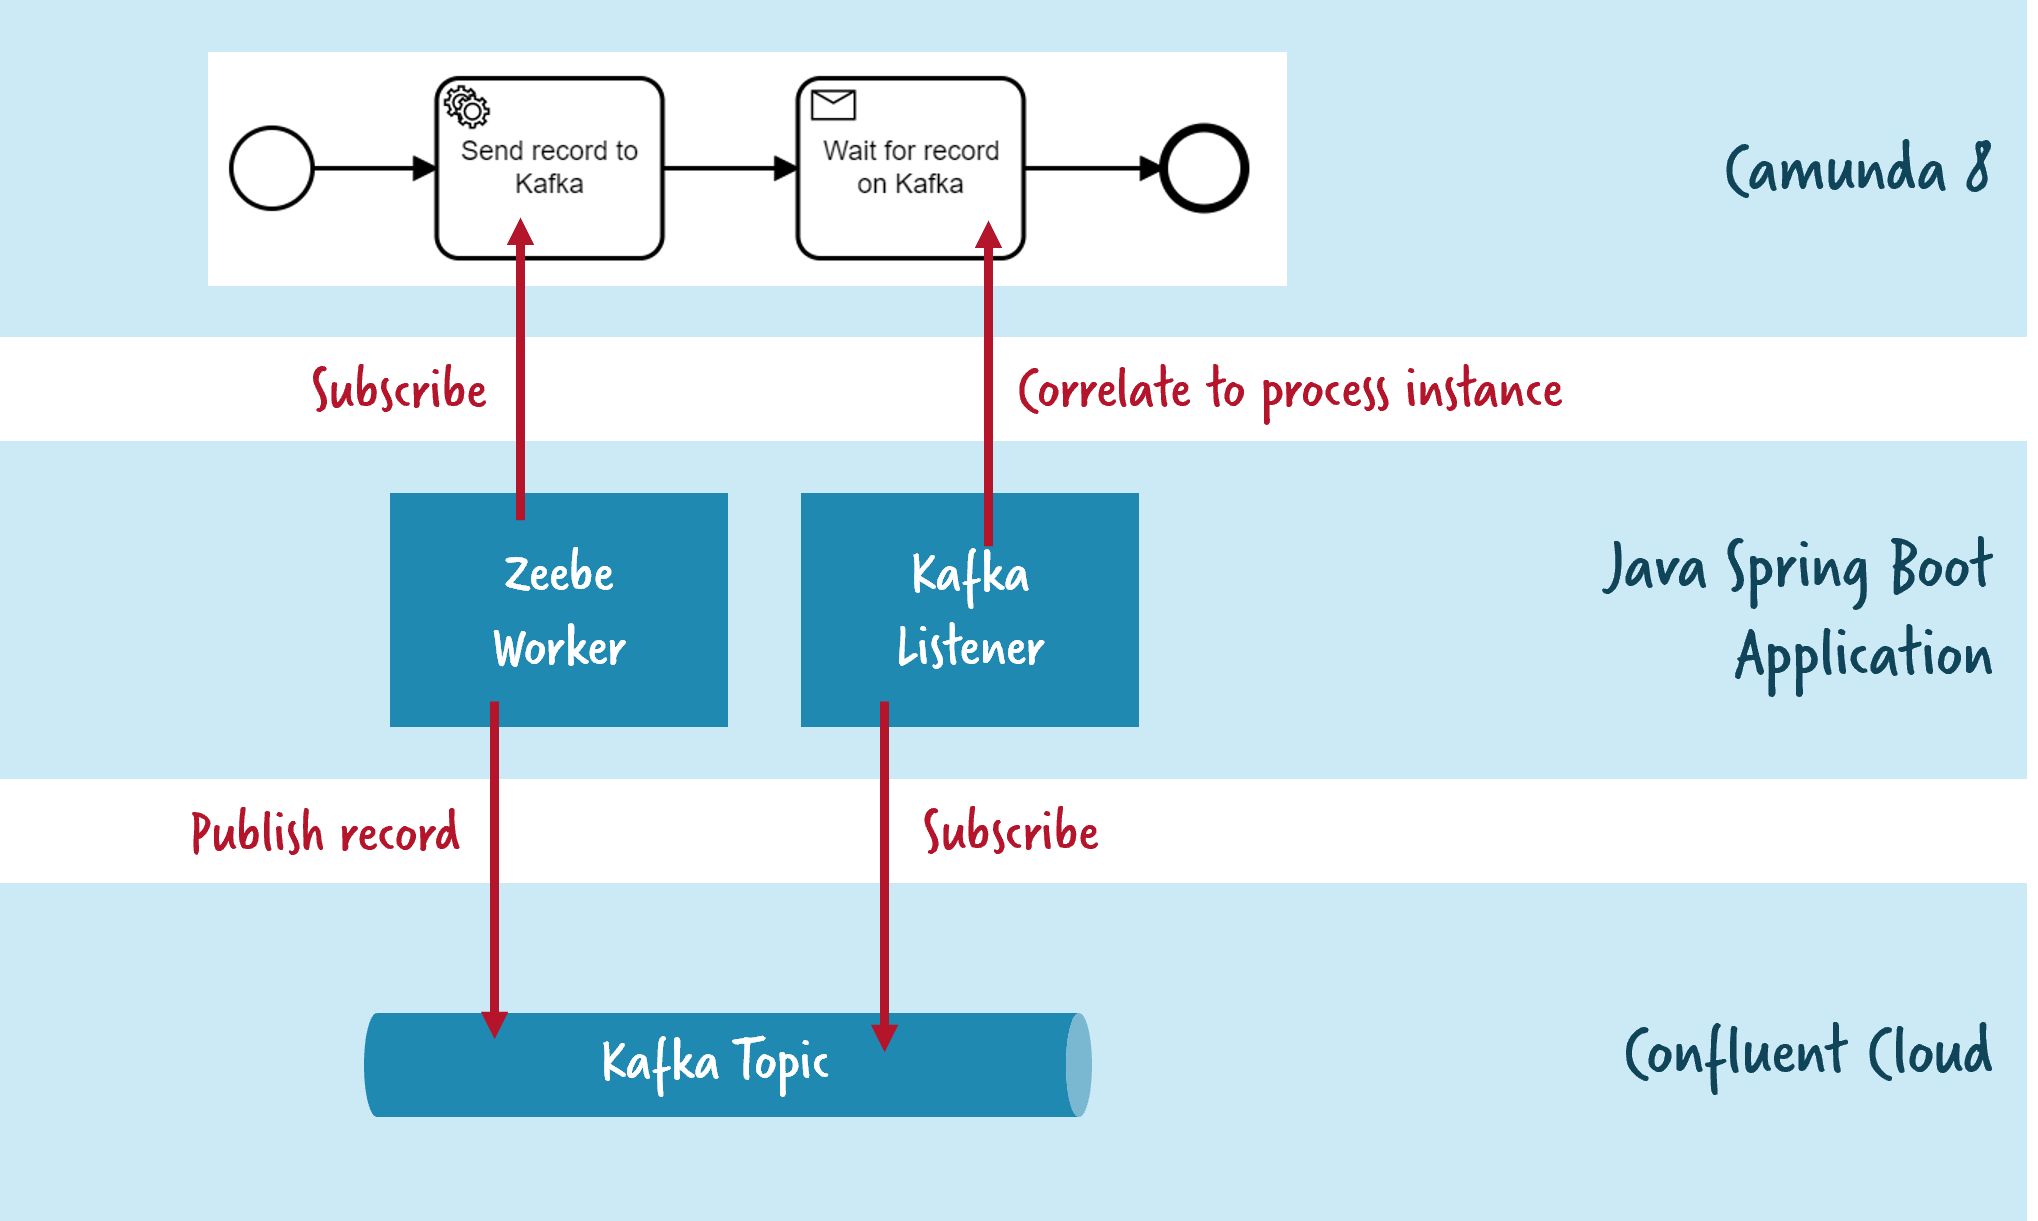 Send record to
Kafka
Wait for record
on Kafka
Camunda 8
Subscribe
Correlate to process instance
Zeebe
Worker
Kafka
Listener
Java Spring Boot
Application
Publish record
Subscribe
Kafka Topic
Confluent Cloud